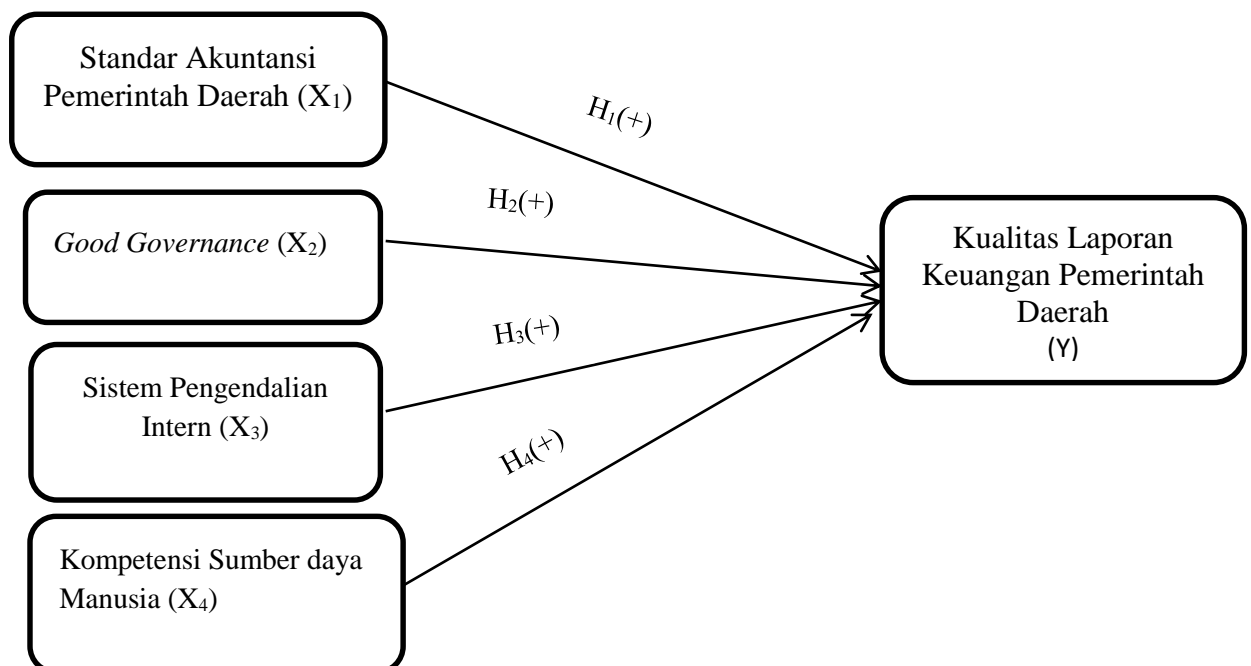 Standar Akuntansi
Pemerintah Daerah (X₁)
H₁(+)
Good Governance (X₂)
H₂(+)
Sistem Pengendalian
Intern (X₃)
H₃(+)
Kompetensi Sumber daya
Manusia (X₄)
H₄(+)
Kualitas Laporan
Keuangan Pemerintah
Daerah
(Y)